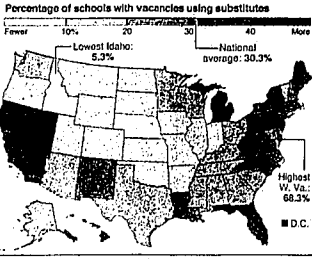 Percentage of schools with vacancies using substitutes
Fewer 10% 20 30 40 More
Lowest Idaho:
5.3%
National
average: 30.3%
Highest
W. Va.:
68.3%
D.C.